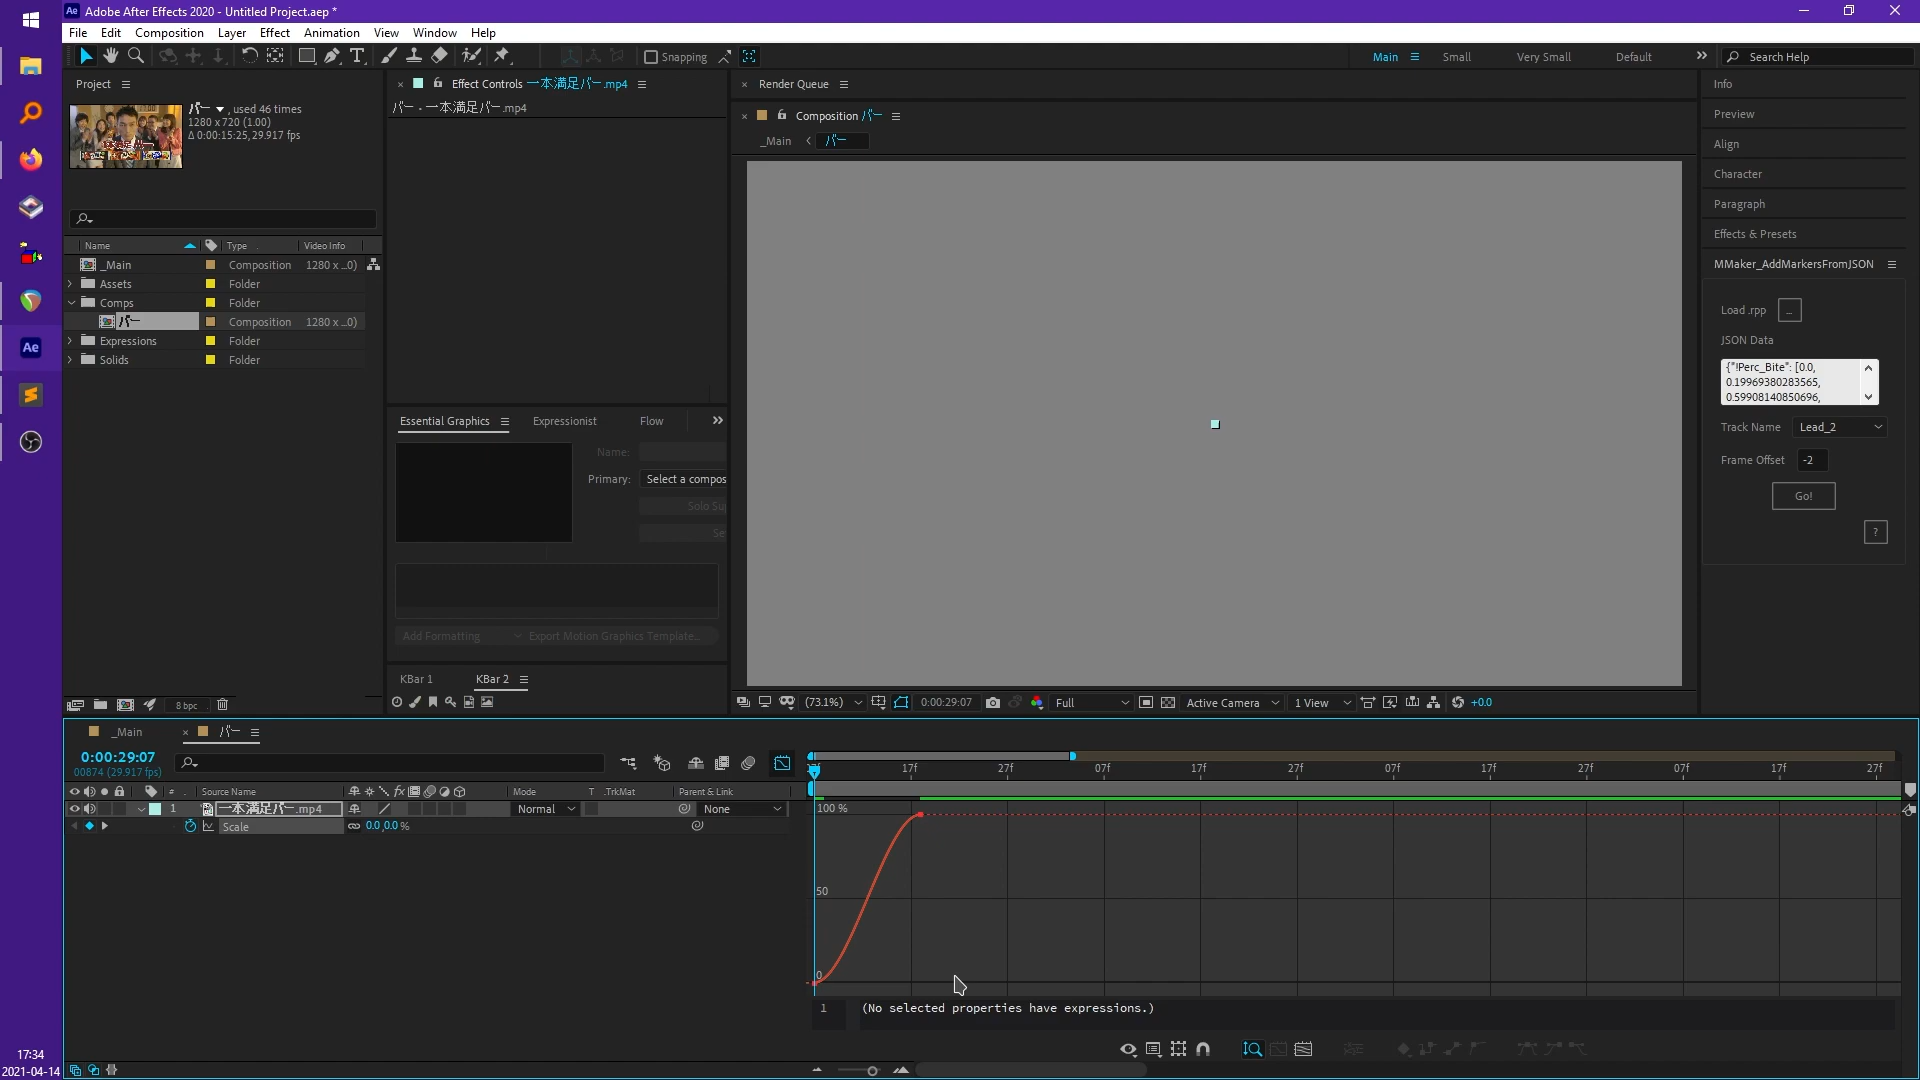 Adobe After Effects 2020 - Untitled Project.aep *
File Edit Composition Layer Effect Animation View Window Help
Snapping
Main Small Very Small Default Search Help
Project
バー , used 46 times
1280 x 720 (1.00)
Δ 0:00:15:25, 29.917 fps
Name Type Video Info
_Main Composition 1280 x ...0)
Assets Folder
Comps Folder
バー Composition 1280 x ...0)
Expressions Folder
Solids Folder
8 bpc
Effect Controls 一本満足バー.mp4
バー - 一本満足バー.mp4
Essential Graphics Expressionist Flow
Name:
Primary: Select a compos
Solo Su
Se
Add Formatting Export Motion Graphics Template...
KBar 1 KBar 2
Render Queue
Composition バー
_Main バー
(73.1%) 0:00:29:07 Full Active Camera 1 View +0.0
Info
Preview
Align
Character
Paragraph
Effects & Presets
MMaker_AddMarkersFromJSON
Load .rpp ...
JSON Data
{"!Perc_Bite": [0.0,
0.19969380283565,
0.59908140850696,
Track Name Lead_2
Frame Offset -2
Go!
?
_Main バー
0:00:29:07
00874 (29.917 fps)
# Source Name Mode T .TrkMat Parent & Link
1 一本満足バー.mp4 Normal None
Scale 0.0,0.0 %
17f 27f 07f 17f 27f 07f 17f 27f 07f 17f 27f
100 %
50
0
1 (No selected properties have expressions.)
Ae
17:34
2021-04-14